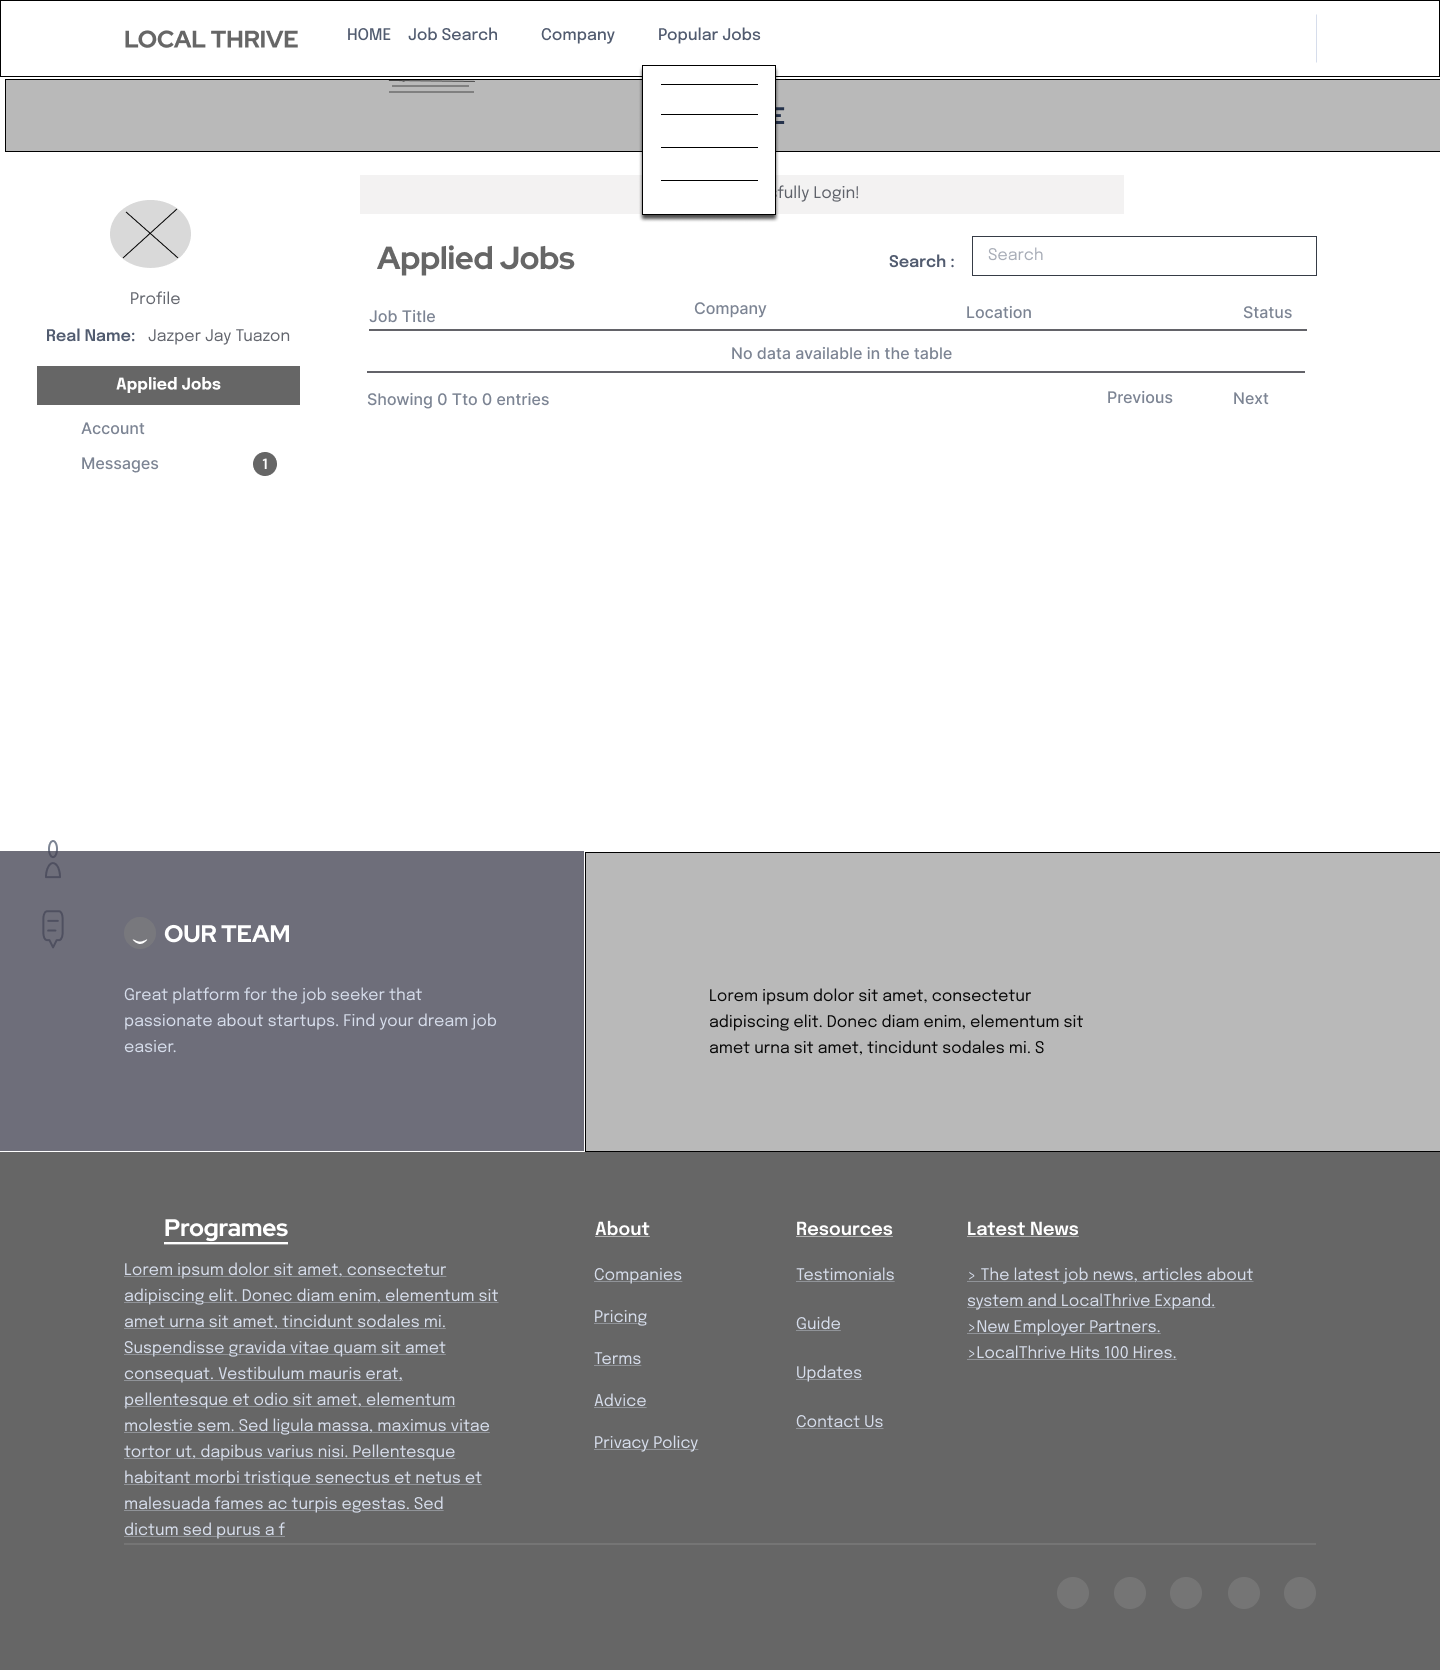 LOCAL THRIVE
HOME Job Search Company Popular Jobs
E
fully Login!
Applied Jobs
Search :
Search
Profile
Real Name: Jazper Jay Tuazon
Job Title Company Location Status
No data available in the table
Showing 0 Tto 0 entries
Previous Next
Applied Jobs
Account
Messages 1
OUR TEAM
Great platform for the job seeker that
passionate about startups. Find your dream job
easier.
Lorem ipsum dolor sit amet, consectetur
adipiscing elit. Donec diam enim, elementum sit
amet urna sit amet, tincidunt sodales mi. S
Programes
Lorem ipsum dolor sit amet, consectetur
adipiscing elit. Donec diam enim, elementum sit
amet urna sit amet, tincidunt sodales mi.
Suspendisse gravida vitae quam sit amet
consequat. Vestibulum mauris erat,
pellentesque et odio sit amet, elementum
molestie sem. Sed ligula massa, maximus vitae
tortor ut, dapibus varius nisi. Pellentesque
habitant morbi tristique senectus et netus et
malesuada fames ac turpis egestas. Sed
dictum sed purus a f
About
Companies
Pricing
Terms
Advice
Privacy Policy
Resources
Testimonials
Guide
Updates
Contact Us
Latest News
> The latest job news, articles about
system and LocalThrive Expand.
>New Employer Partners.
>LocalThrive Hits 100 Hires.